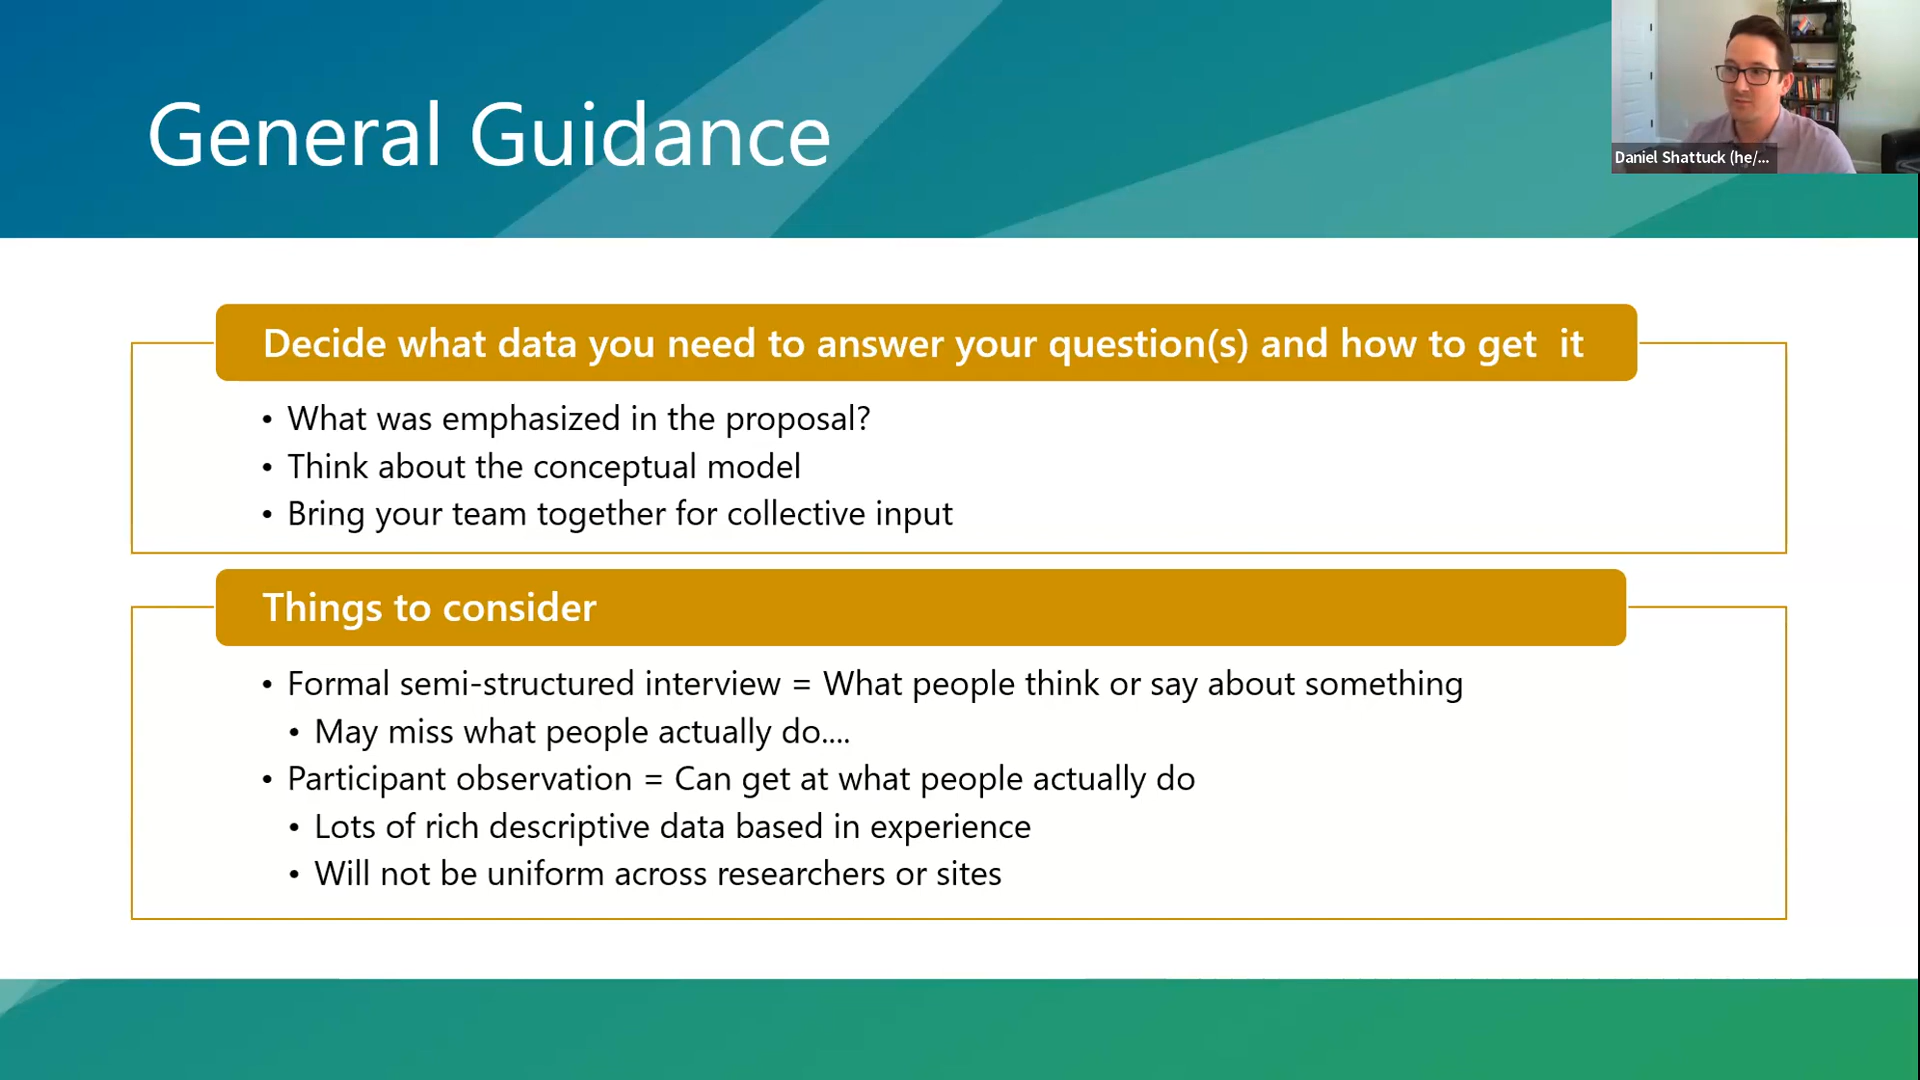 General Guidance
Daniel Shattuck (he/...
Decide what data you need to answer your question(s) and how to get  it
• What was emphasized in the proposal?
• Think about the conceptual model
• Bring your team together for collective input
Things to consider
• Formal semi-structured interview = What people think or say about something
• May miss what people actually do....
• Participant observation = Can get at what people actually do
• Lots of rich descriptive data based in experience
• Will not be uniform across researchers or sites